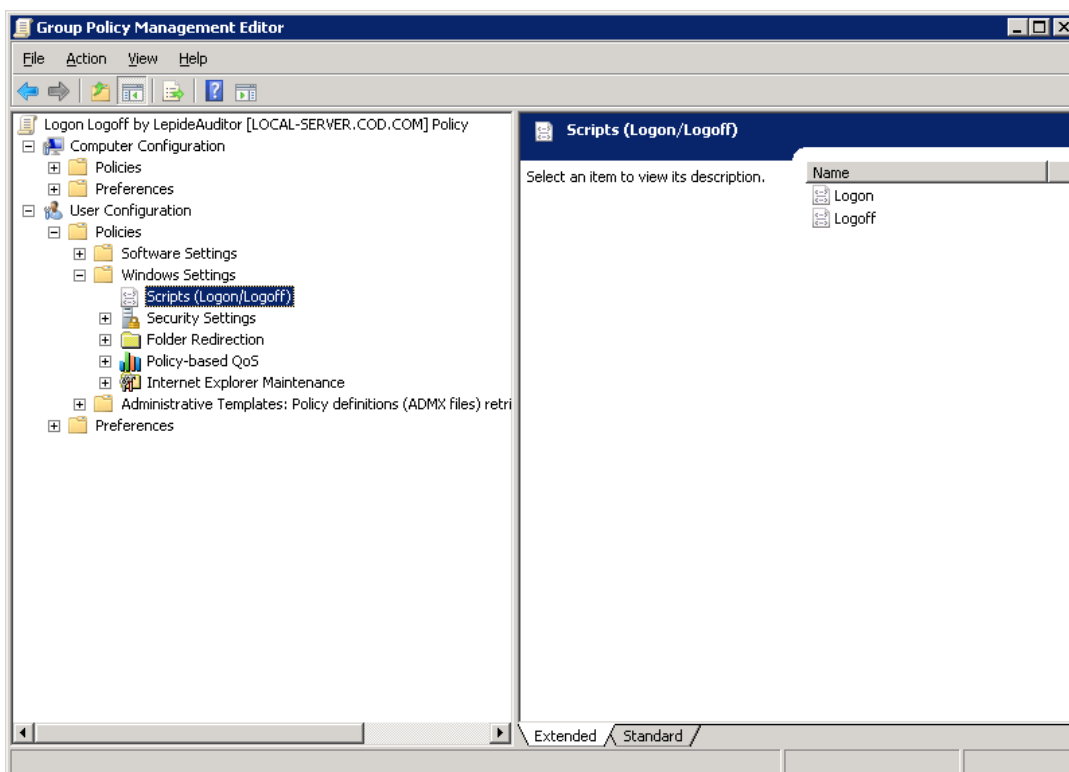 Group Policy Management Editor
File Action View Help
Logon Logoff by LepideAuditor [LOCAL-SERVER.COD.COM] Policy
Computer Configuration
Policies
Preferences
User Configuration
Policies
Software Settings
Windows Settings
Scripts (Logon/Logoff)
Security Settings
Folder Redirection
Policy-based QoS
Internet Explorer Maintenance
Administrative Templates: Policy definitions (ADMX files) retri
Preferences
Scripts (Logon/Logoff)
Select an item to view its description.
Name
Logon
Logoff
Extended Standard